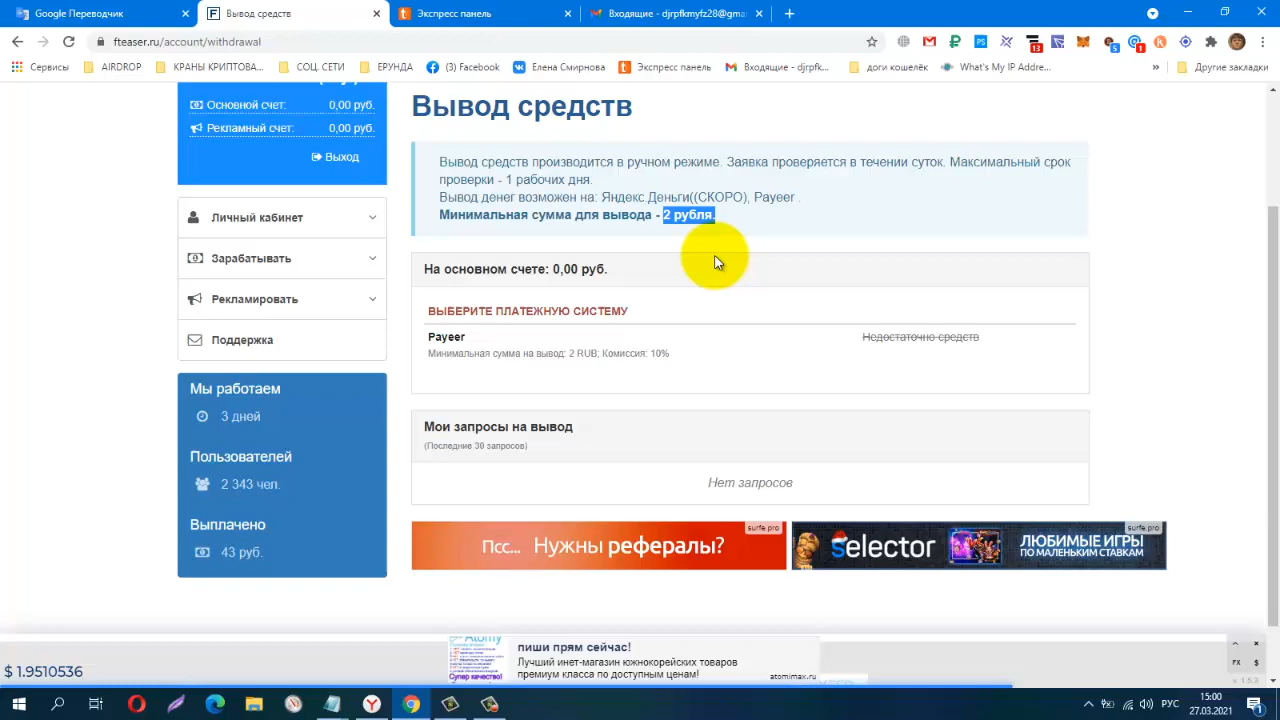 Google Переводчик
Вывод средств
Экспресс панель
Входящие - djrpfkmyfz28@gma
fteaser.ru/account/withdrawal
Сервисы
AIRDROP
КРАНЫ КРИПТОВА...
СОЦ. СЕТИ
ЕРУНДА
(3) Facebook
Елена Смирнова
Экспресс панель
Входящие - djrpfk...
доги кошелёк
What's My IP Addre...
»
Другие закладки
Основной счет: 0,00 руб.
Рекламный счет: 0,00 руб.
Выход
Личный кабинет
Зарабатывать
Рекламировать
Поддержка
Мы работаем
3 дней
Пользователей
2 343 чел.
Выплачено
43 руб.
Вывод средств
Вывод средств производится в ручном режиме. Заявка проверяется в течении суток. Максимальный срок
проверки - 1 рабочих дня.
Вывод денег возможен на: Яндекс.Деньги((СКОРО), Payeer .
Минимальная сумма для вывода - 2 рубля.
На основном счете: 0,00 руб.
ВЫБЕРИТЕ ПЛАТЕЖНУЮ СИСТЕМУ
Payeer
Недостаточно средств
Минимальная сумма на вывод: 2 RUB; Комиссия: 10%
Мои запросы на вывод
(Последние 30 запросов)
Нет запросов
Псс... Нужны рефералы?
surfe.pro
selector
ЛЮБИМЫЕ ИГРЫ
ПО МАЛЕНЬКИМ СТАВКАМ
surfe.pro
$ 1.9510536
Atomy
Супер качество!
пиши прям сейчас!
Лучший инет-магазин южнокорейских товаров
премиум класса по доступным ценам!
atomimax.ru
1.5.3
РУС
15:00
27.03.2021